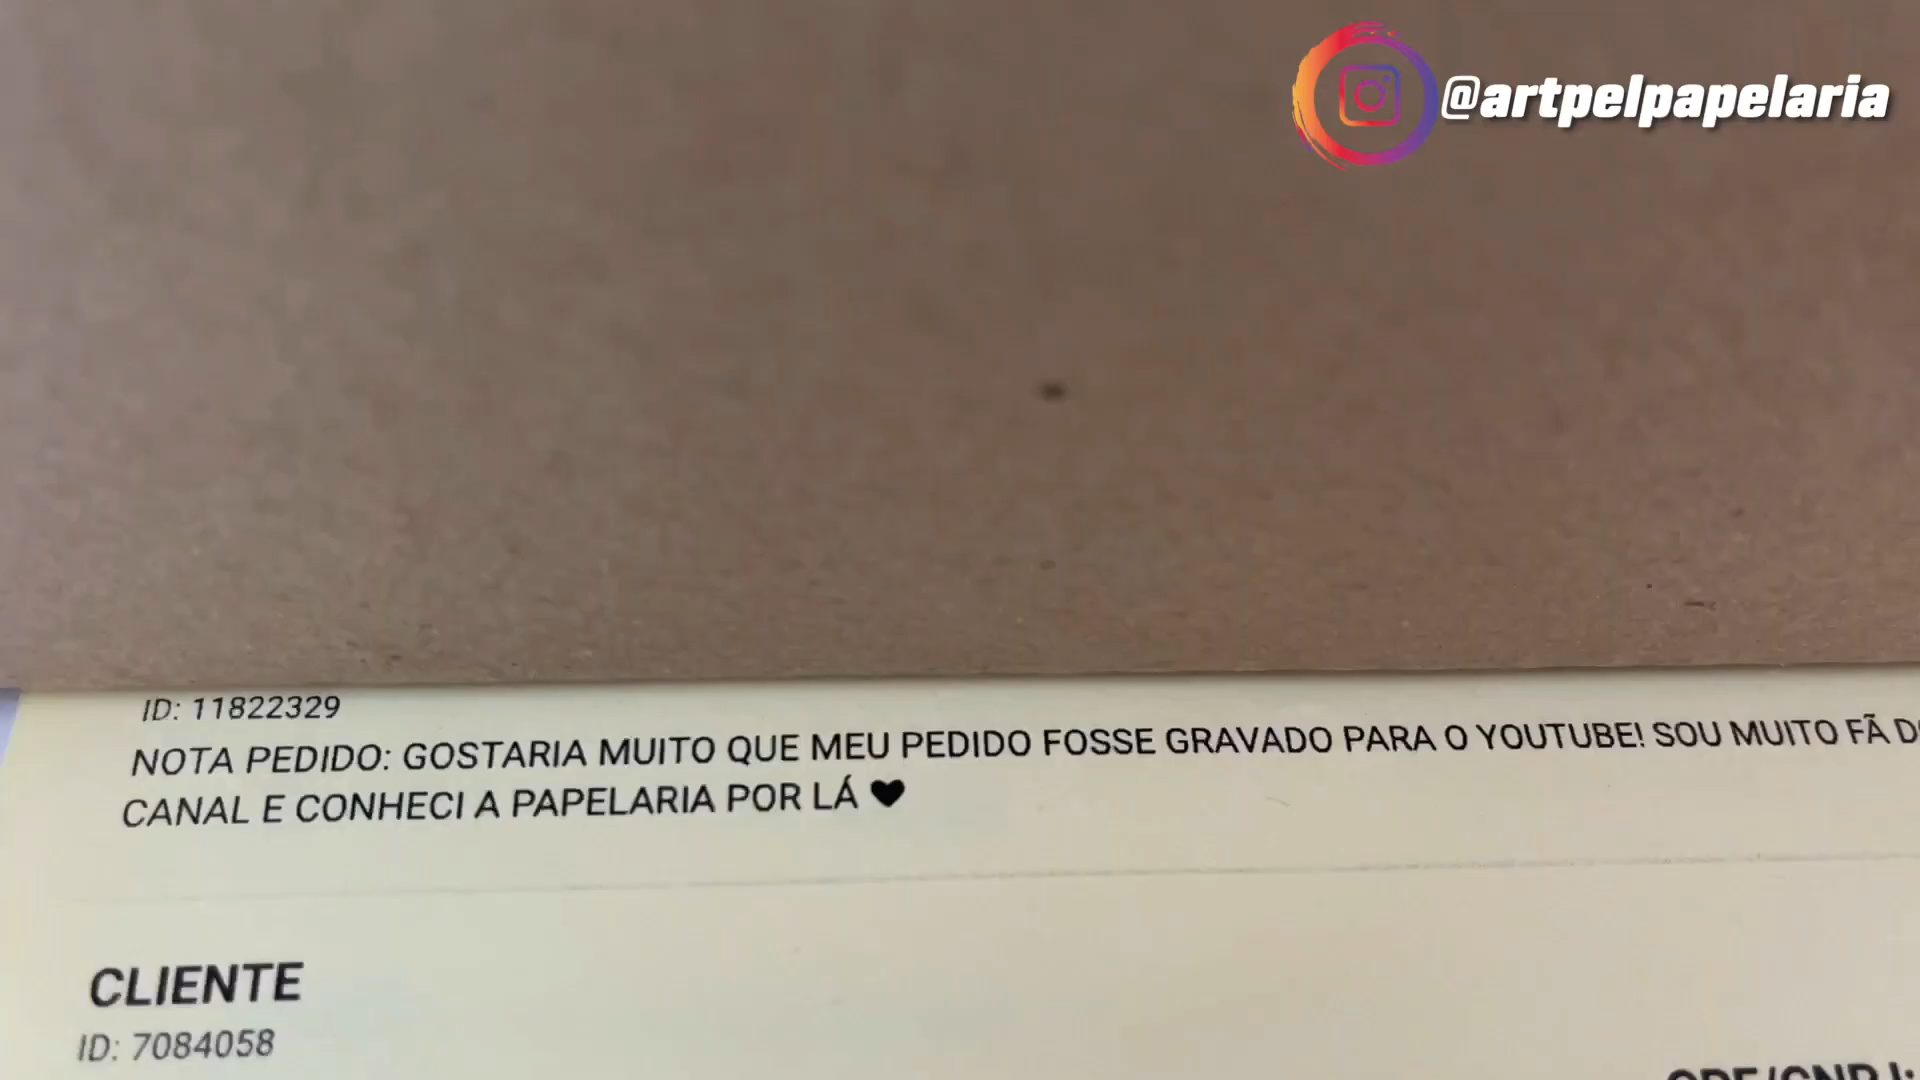 @artpelpapelaria
ID: 11822329
NOTA PEDIDO: GOSTARIA MUITO QUE MEU PEDIDO FOSSE GRAVADO PARA O YOUTUBE! SOU MUITO FÃ
CANAL E CONHECI A PAPELARIA POR LÁ ♥
CLIENTE
ID: 7084058